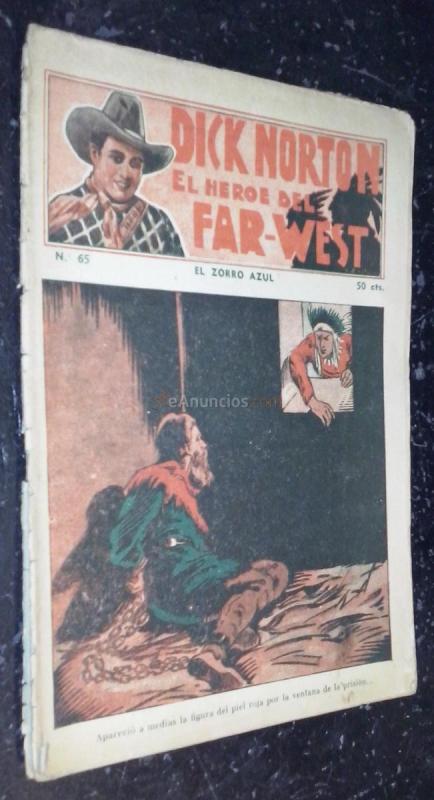 DICK NORTON
EL HEROE DEL
FAR-WEST
N. 65
EL ZORRO AZUL
50 cts.
eAnuncios.com
Apareció a medias la figura del piel roja por la ventana de la prisión...